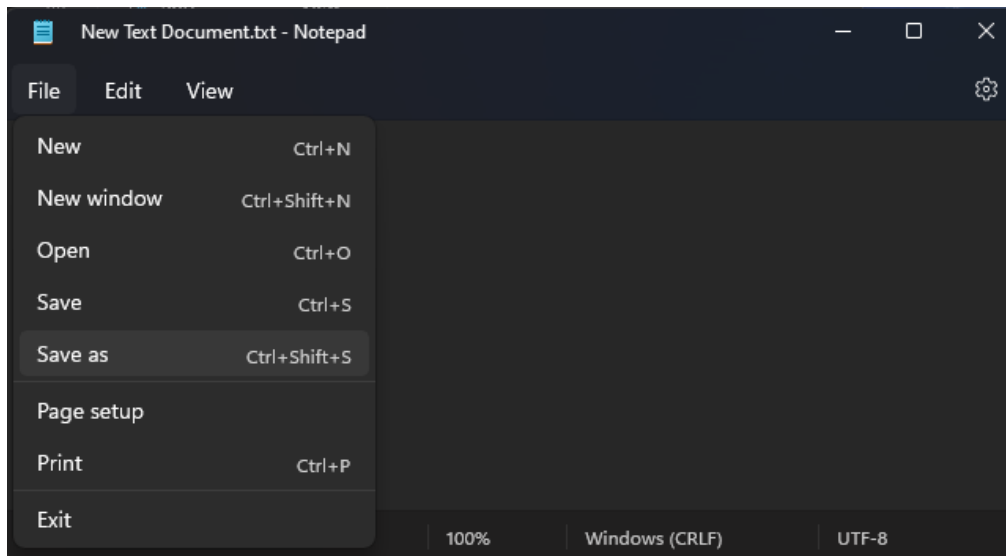 New Text Document.txt - Notepad
File Edit View
New Ctrl+N
New window Ctrl+Shift+N
Open Ctrl+O
Save Ctrl+S
Save as Ctrl+Shift+S
Page setup
Print Ctrl+P
Exit
100% Windows (CRLF) UTF-8